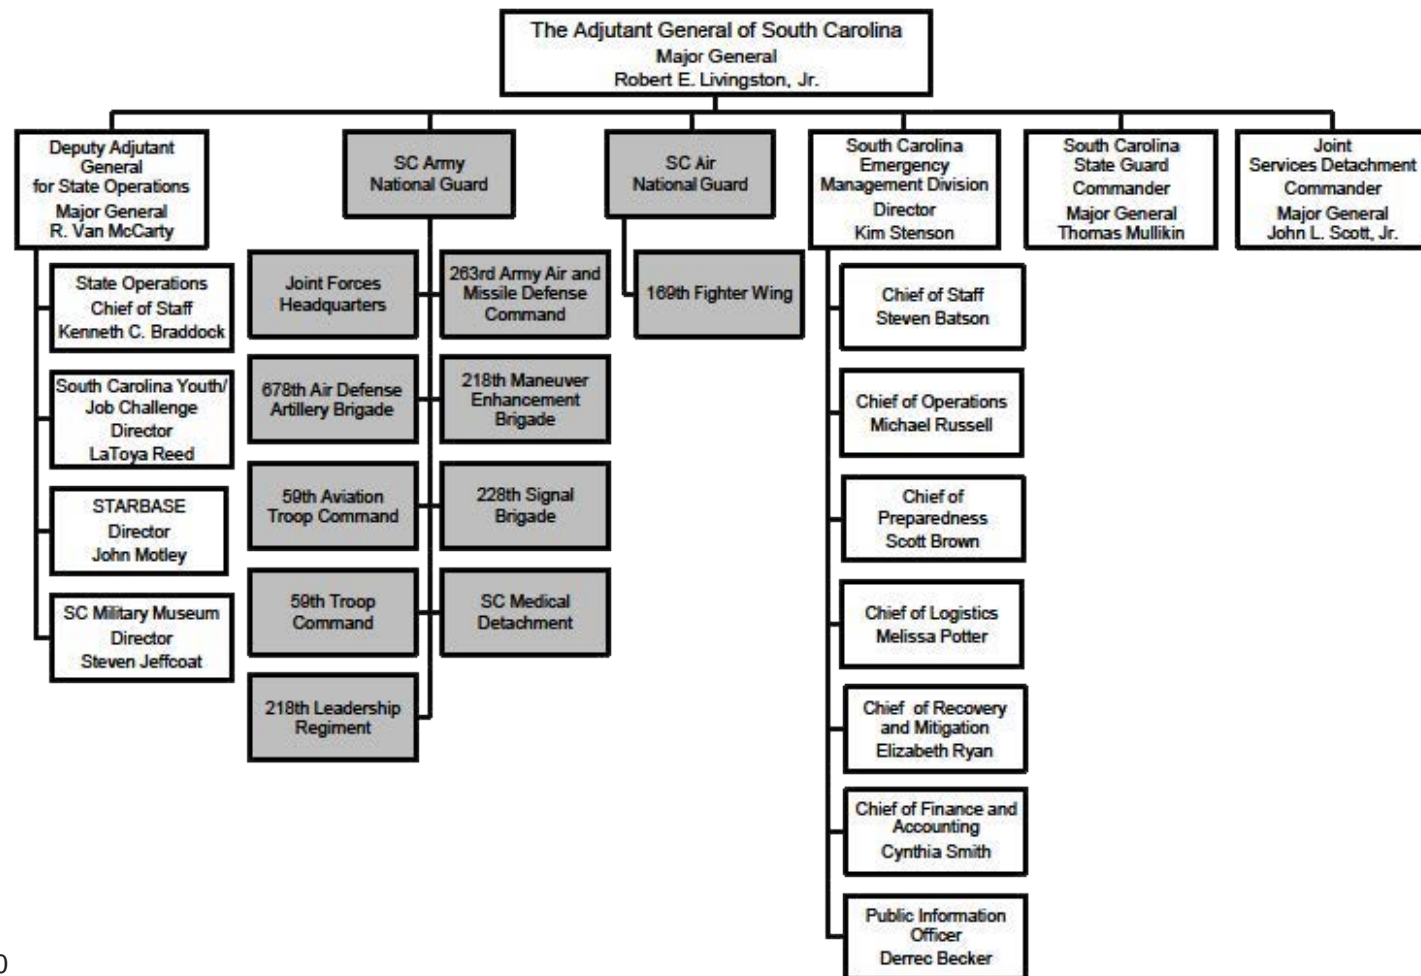 The Adjutant General of South Carolina
Major General
Robert E. Livingston, Jr.
Deputy Adjutant
General
for State Operations
Major General
R. Van McCarty
SC Army
National Guard
SC Air
National Guard
South Carolina
Emergency
Management Division
Director
Kim Stenson
South Carolina
State Guard
Commander
Major General
Thomas Mullikin
Joint
Services Detachment
Commander
Major General
John L. Scott, Jr.
State Operations
Chief of Staff
Kenneth C. Braddock
South Carolina Youth/
Job Challenge
Director
LaToya Reed
STARBASE
Director
John Motley
SC Military Museum
Director
Steven Jeffcoat
Joint Forces
Headquarters
263rd Army Air and
Missile Defense
Command
678th Air Defense
Artillery Brigade
218th Maneuver
Enhancement
Brigade
59th Aviation
Troop Command
228th Signal
Brigade
59th Troop
Command
SC Medical
Detachment
218th Leadership
Regiment
169th Fighter Wing
Chief of Staff
Steven Batson
Chief of Operations
Michael Russell
Chief of
Preparedness
Scott Brown
Chief of Logistics
Melissa Potter
Chief of Recovery
and Mitigation
Elizabeth Ryan
Chief of Finance and
Accounting
Cynthia Smith
Public Information
Officer
Derrec Becker
0